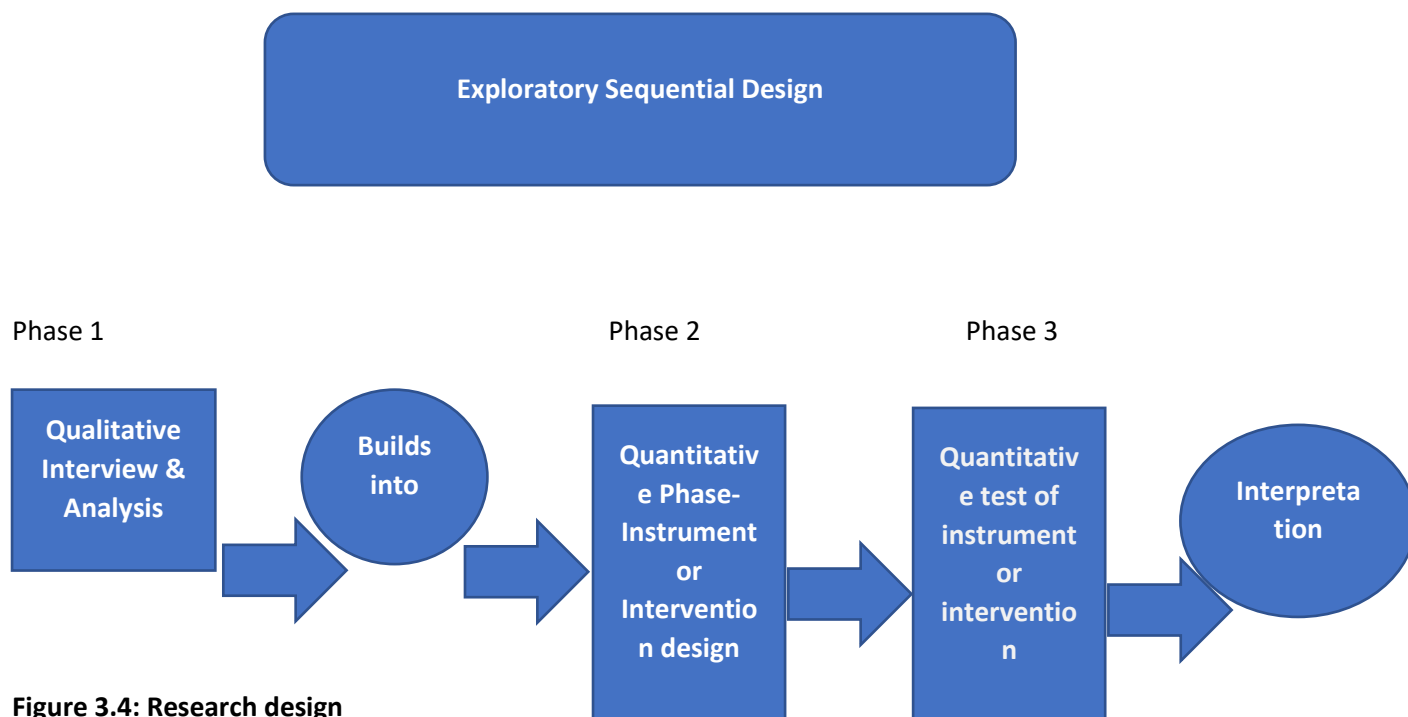 Exploratory Sequential Design
Phase 1
Phase 2
Phase 3
Qualitative
Interview &
Analysis
Builds
into
Quantitativ
e Phase-
Instrument
or
Interventio
n design
Quantitativ
e test of
instrument
or
interventio
n
Interpreta
tion
Figure 3.4: Research design